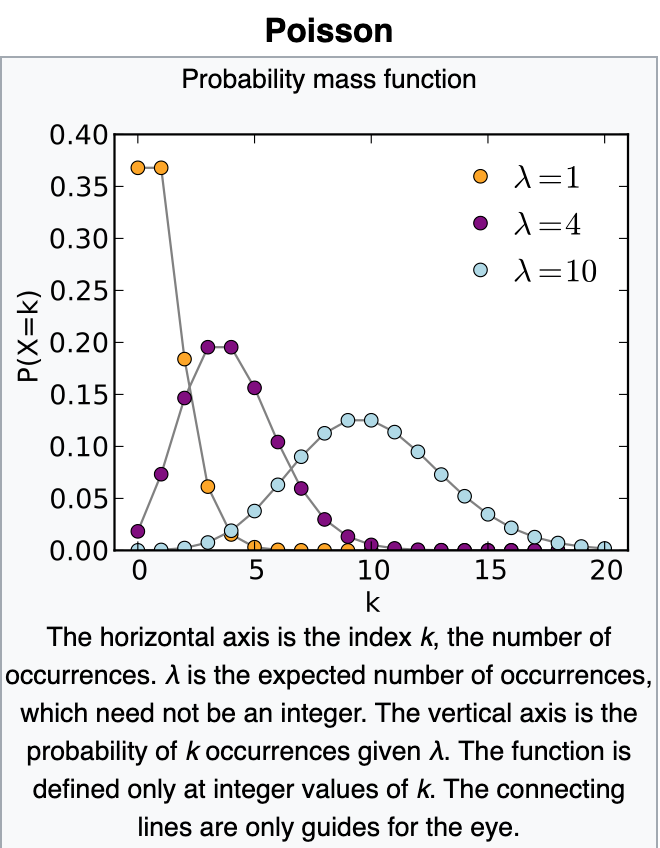 Poisson
Probability mass function
0.40
0.35
0.30
0.25
0.20
0.15
0.10
0.05
0.00
P(X=k)
λ=1
λ=4
λ=10
0 5 10 15 20
k
The horizontal axis is the index k, the number of
occurrences. λ is the expected number of occurrences,
which need not be an integer. The vertical axis is the
probability of k occurrences given λ. The function is
defined only at integer values of k. The connecting
lines are only guides for the eye.